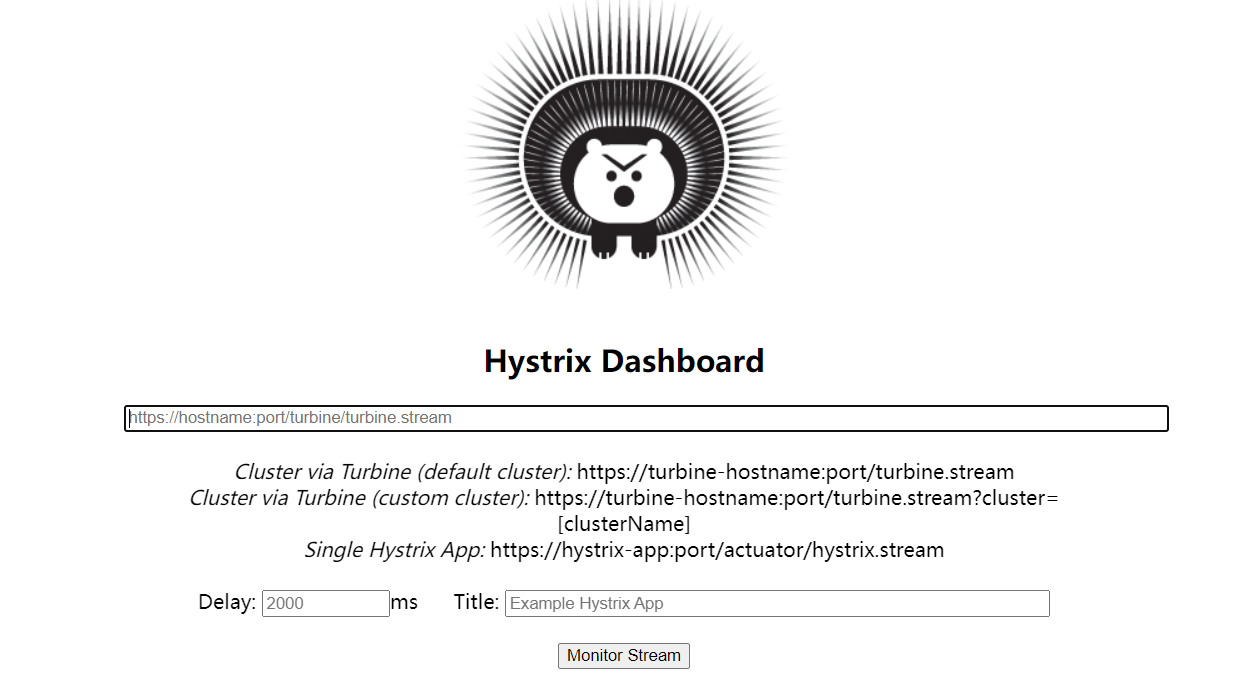 Hystrix Dashboard
https://hostname:port/turbine/turbine.stream
Cluster via Turbine (default cluster): https://turbine-hostname:port/turbine.stream
Cluster via Turbine (custom cluster): https://turbine-hostname:port/turbine.stream?cluster=
[clusterName]
Single Hystrix App: https://hystrix-app:port/actuator/hystrix.stream
Delay: 2000 ms Title: Example Hystrix App
Monitor Stream